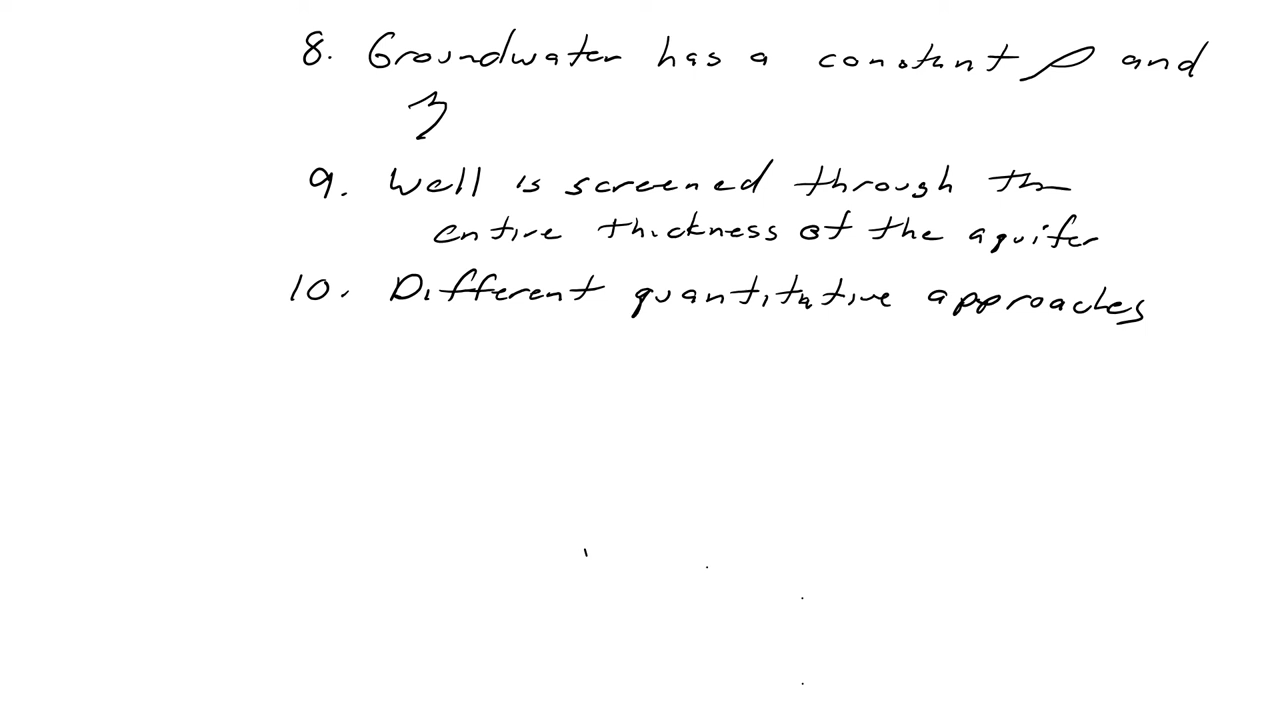 8. Groundwater has a constant ρ and
9. Well is screened through th
entire thickness of the aquifer
10. Different quantitative approaches